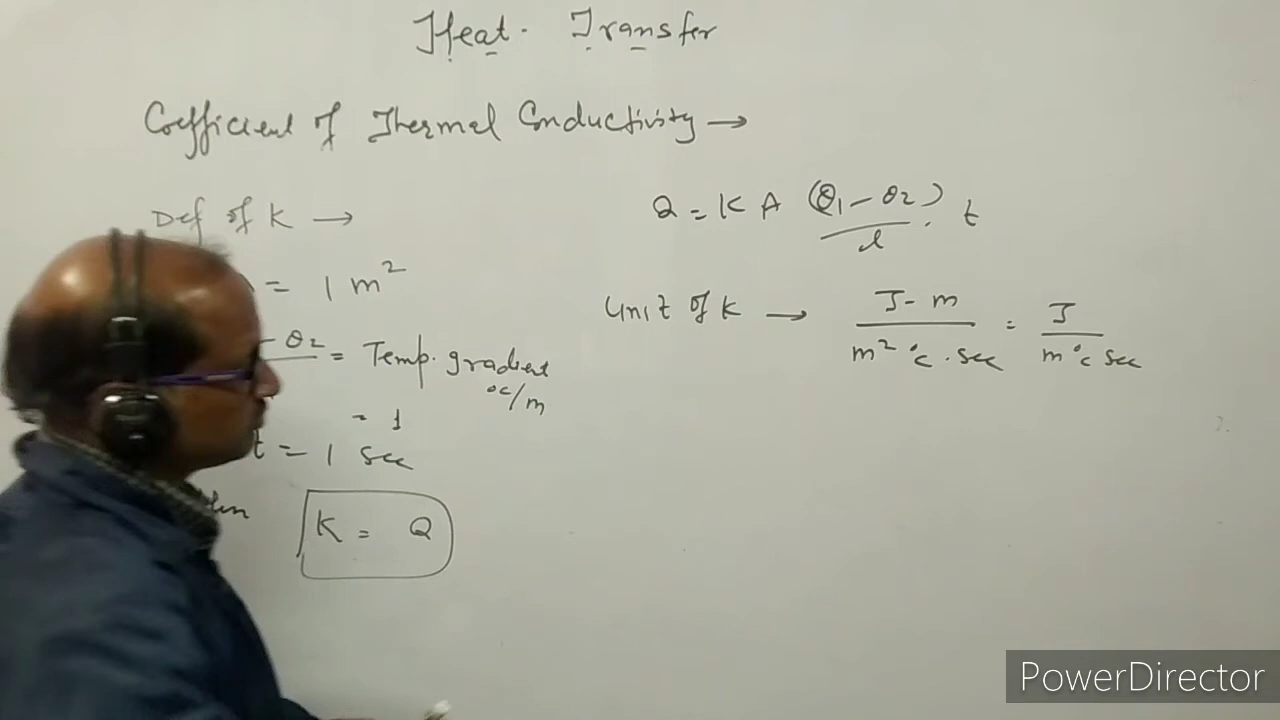 Heat. Transfer
Coefficient of Thermal Conductivity →
Def of K →
= 1 m²
- θ2 = Temp. gradient
°c/m
= 1
t = 1 sec
K = Q
Q = K A (θ1 - θ2) / l . t
Unit of K → J - m / m² °c . sec = J / m °c sec
PowerDirector